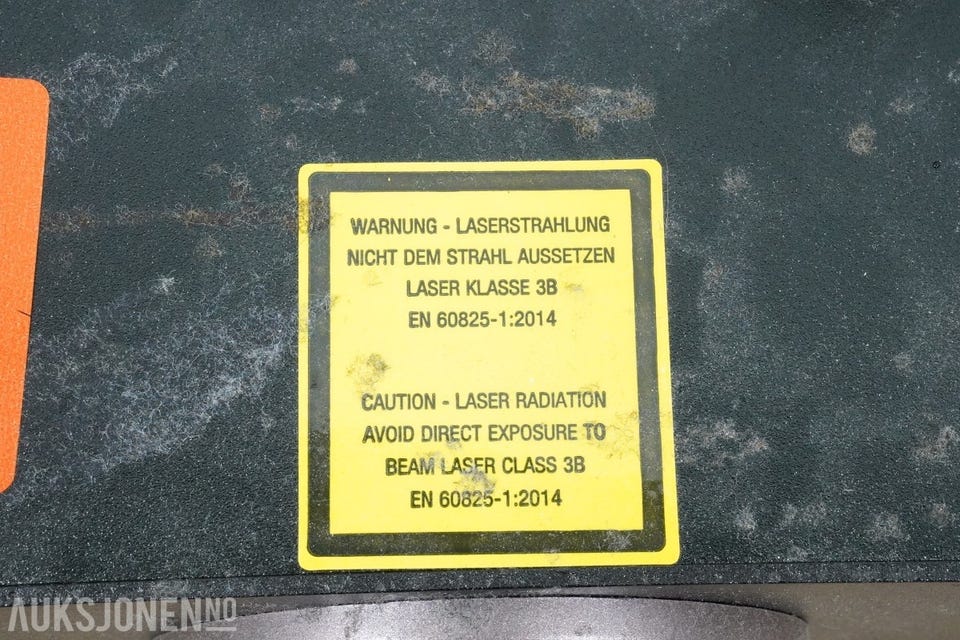 WARNUNG - LASERSTRAHLUNG
NICHT DEM STRAHL AUSSETZEN
LASER KLASSE 3B
EN 60825-1:2014
CAUTION - LASER RADIATION
AVOID DIRECT EXPOSURE TO
BEAM LASER CLASS 3B
EN 60825-1:2014
AUKSJONEN.NO